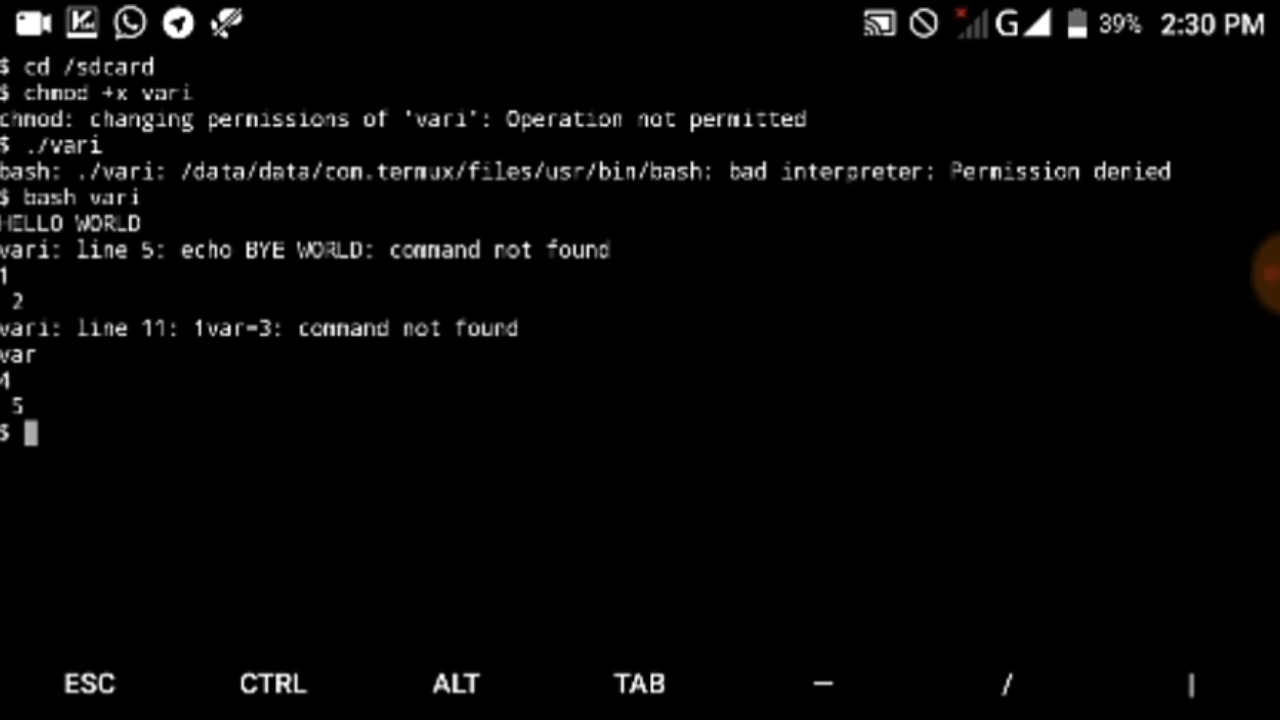 39% 2:30 PM
$ cd /sdcard
$ chmod +x vari
chmod: changing permissions of 'vari': Operation not permitted
$ ./vari
bash: ./vari: /data/data/com.termux/files/usr/bin/bash: bad interpreter: Permission denied
$ bash vari
HELLO WORLD
vari: line 5: echo BYE WORLD: command not found
1
2
vari: line 11: 1var=3: command not found
var
4
5
$
ESC CTRL ALT TAB — / |